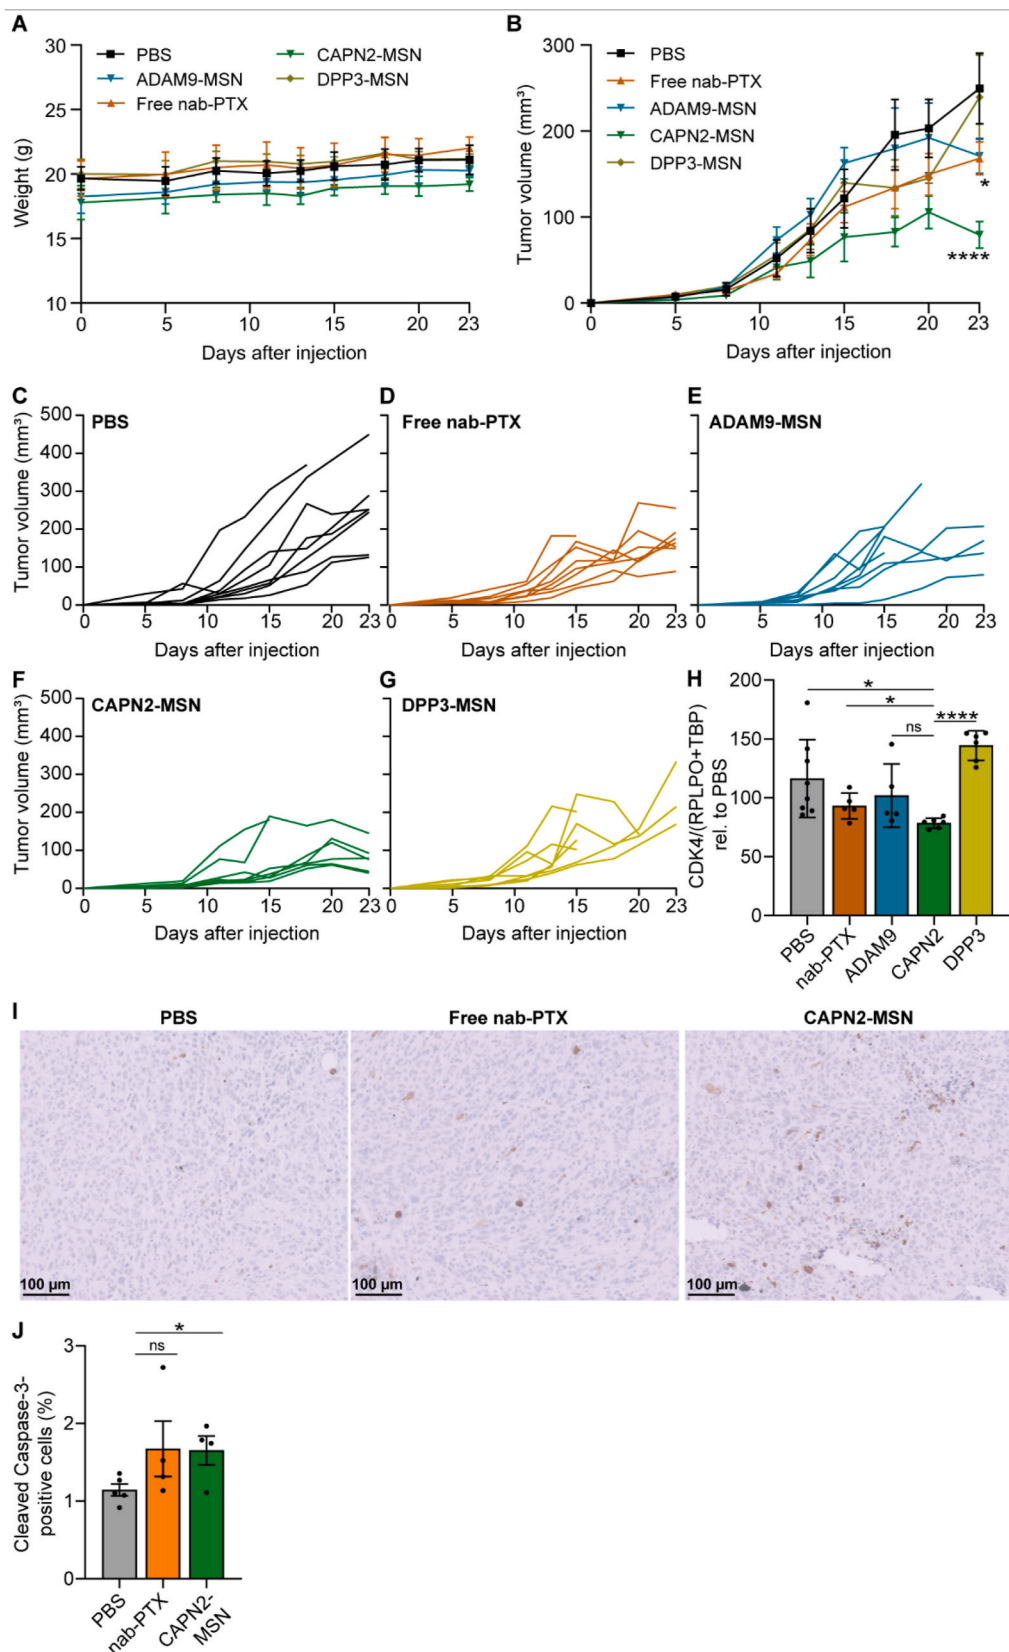 A
30
25
20
15
10
Weight (g)
PBS
ADAM9-MSN
Free nab-PTX
CAPN2-MSN
DPP3-MSN
0
5
10
15
20
23
Days after injection
B
300
200
100
0
Tumor volume (mm³)
PBS
Free nab-PTX
ADAM9-MSN
CAPN2-MSN
DPP3-MSN
*
****
0
5
10
15
20
23
Days after injection
C
PBS
500
400
300
200
100
0
Tumor volume (mm³)
0
5
10
15
20
23
Days after injection
D
Free nab-PTX
0
5
10
15
20
23
Days after injection
E
ADAM9-MSN
0
5
10
15
20
23
Days after injection
F
CAPN2-MSN
500
400
300
200
100
0
Tumor volume (mm³)
0
5
10
15
20
23
Days after injection
G
DPP3-MSN
0
5
10
15
20
23
Days after injection
H
200
150
100
50
0
CDK4/(RPLPO+TBP)
rel. to PBS
*
*
ns
****
PBS
nab-PTX
ADAM9
CAPN2
DPP3
I
PBS
Free nab-PTX
CAPN2-MSN
100 µm
100 µm
100 µm
J
3
2
1
0
Cleaved Caspase-3-
positive cells (%)
*
ns
PBS
nab-PTX
CAPN2-
MSN